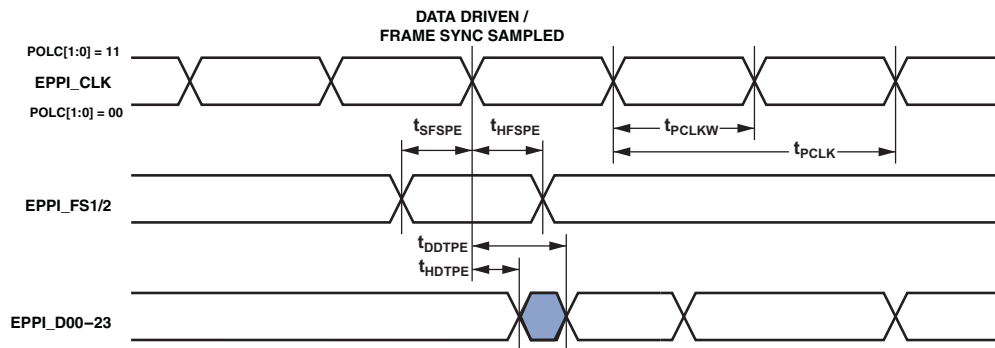 DATA DRIVEN /
FRAME SYNC SAMPLED
POLC[1:0] = 11
EPPI_CLK
POLC[1:0] = 00
tSFSPE
tHFSPE
tPCLKW
tPCLK
EPPI_FS1/2
tDDTPE
tHDTPE
EPPI_D00–23